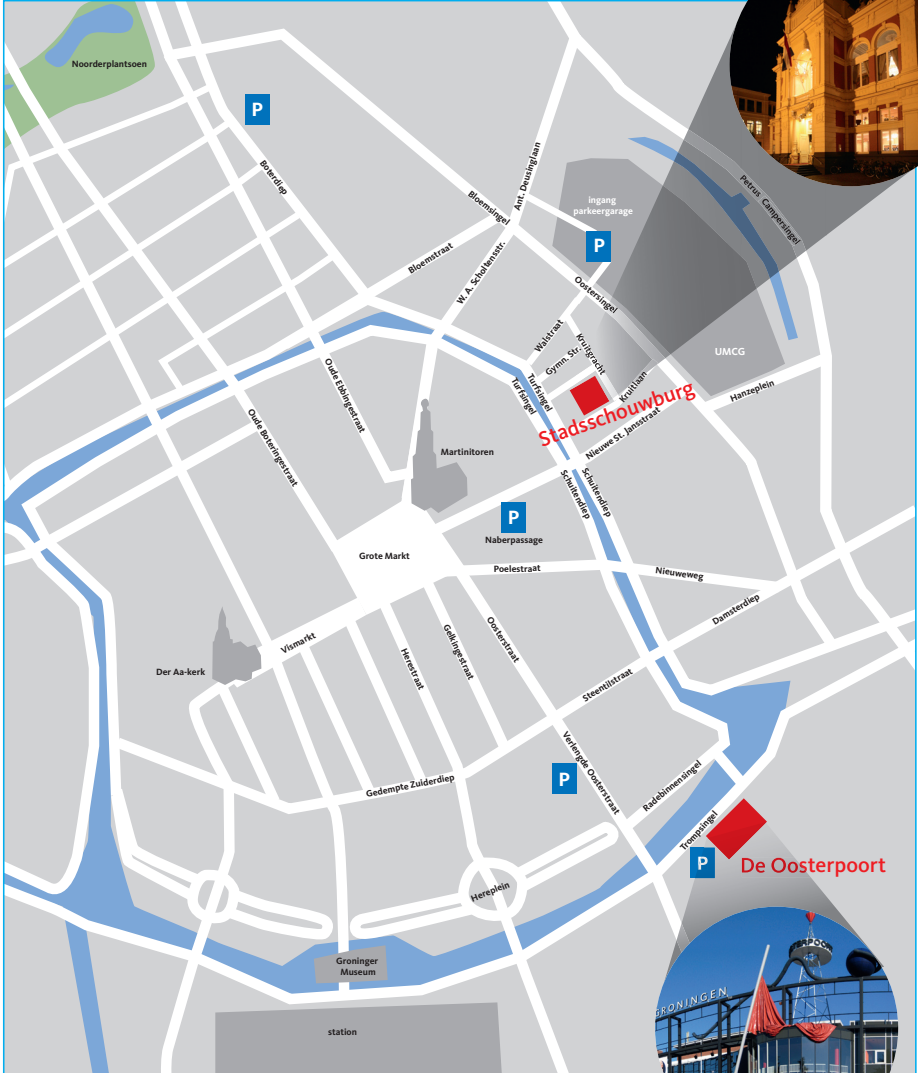 Noorderplantsoen
P
Boterdiep
Bloemsingel
Ant. Deusinglaan
ingang
parkeergarage
P
Petrus Campersingel
Bloemstraat
W. A. Scholtensstr.
Oostersingel
Walstraat
Kruitgracht
Gymn. Str.
UMCG
Turfsingel
Turfsingel
Kruitlaan
Hanzeplein
Stadsschouwburg
Nieuwe St. Jansstraat
Oude Ebbingestraat
Oude Boteringestraat
Martinitoren
Schuitendiep
Schuitendiep
P
Naberpassage
Grote Markt
Poelestraat
Nieuweweg
Damsterdiep
Vismarkt
Der Aa-kerk
Herestraat
Gelkingestraat
Oosterstraat
Steentilstraat
Verlengde Oosterstraat
P
Gedempte Zuiderdiep
Radebinnensingel
Trompsingel
P
De Oosterpoort
Hereplein
Groninger
Museum
station
TERPOOR
GRONINGEN